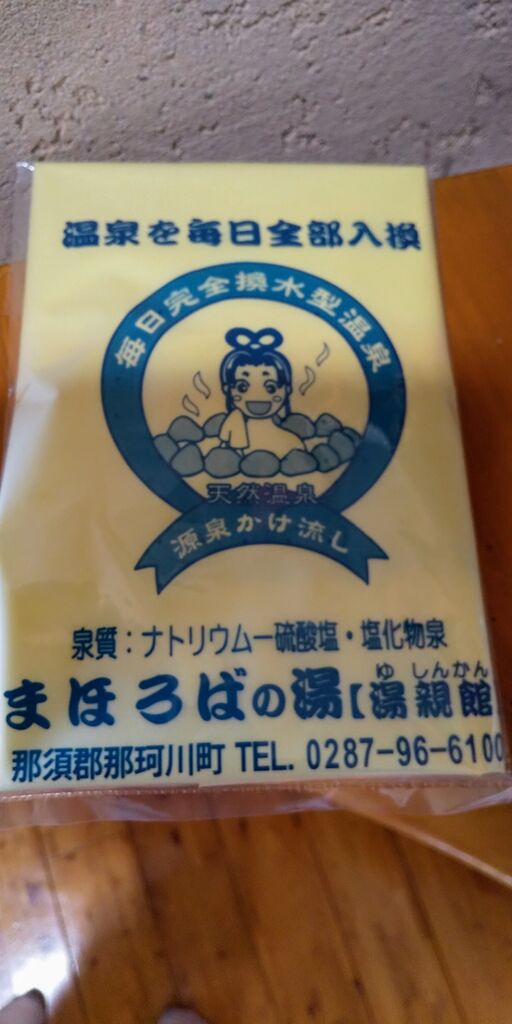 温泉を毎日全部入換
毎日完全換水型温泉
天然温泉
源泉かけ流し
泉質：ナトリウムー硫酸塩・塩化物泉
ゆ しんかん
まほろばの湯【湯親館
那須郡那珂川町 TEL. 0287-96-6100